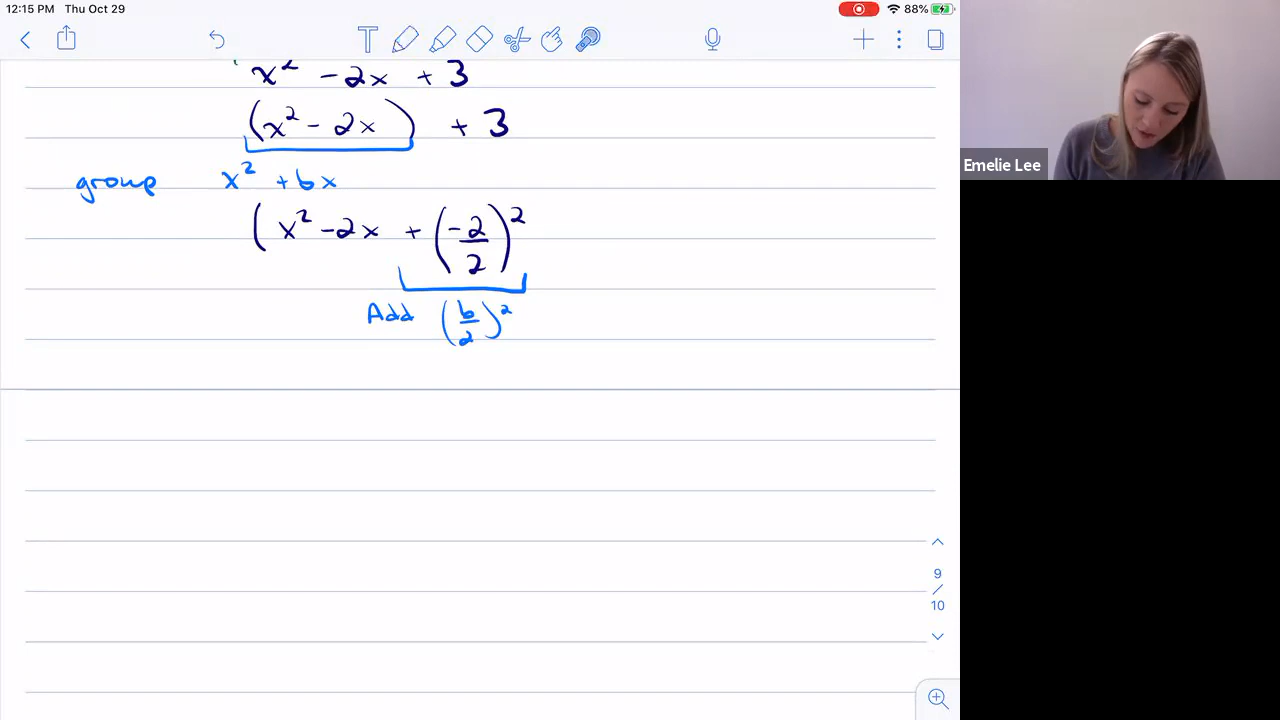 12:15 PM Thu Oct 29
88%
x² - 2x + 3
(x² - 2x ) + 3
group x² + bx
( x² - 2x + (-2/2)²
Add (b/2)²
Emelie Lee
9
/
10